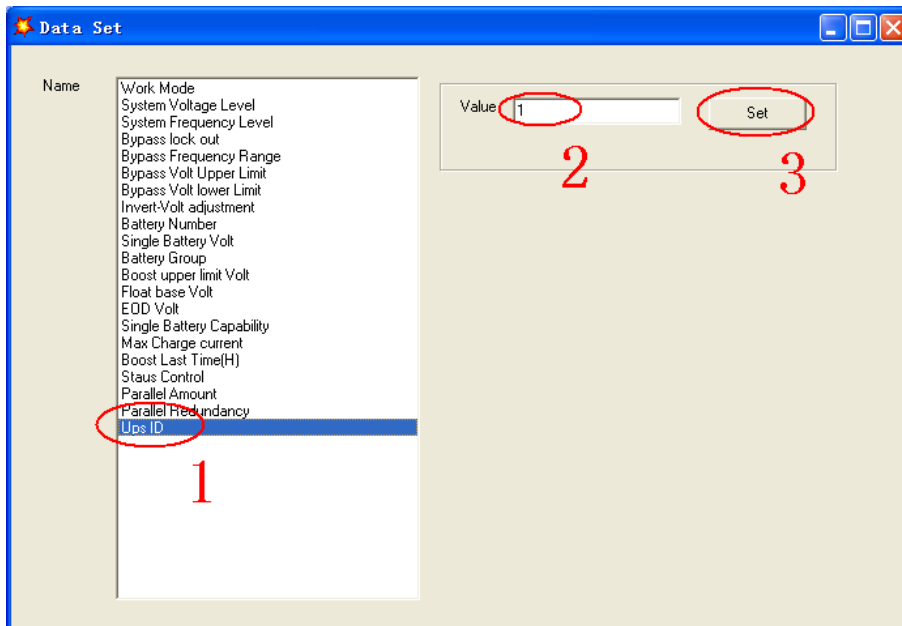 Data Set
Name
Work Mode
System Voltage Level
System Frequency Level
Bypass lock out
Bypass Frequency Range
Bypass Volt Upper Limit
Bypass Volt lower Limit
Invert-Volt adjustment
Battery Number
Single Battery Volt
Battery Group
Boost upper limit Volt
Float base Volt
EOD Volt
Single Battery Capability
Max Charge current
Boost Last Time(H)
Staus Control
Parallel Amount
Parallel Redundancy
Ups ID
1
Value 1 Set
2 3